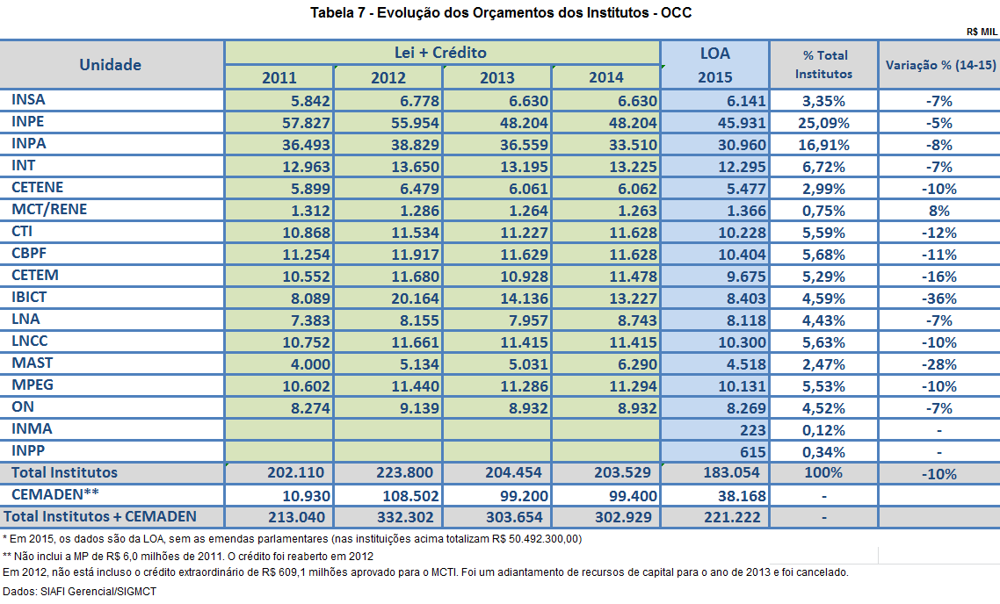 Tabela 7 - Evolução dos Orçamentos dos Institutos - OCC
R$ MIL
Unidade Lei + Crédito LOA % Total Institutos Variação % (14-15)
2011 2012 2013 2014 2015
INSA 5.842 6.778 6.630 6.630 6.141 3,35% -7%
INPE 57.827 55.954 48.204 48.204 45.931 25,09% -5%
INPA 36.493 38.829 36.559 33.510 30.960 16,91% -8%
INT 12.963 13.650 13.195 13.225 12.295 6,72% -7%
CETENE 5.899 6.479 6.061 6.062 5.477 2,99% -10%
MCT/RENE 1.312 1.286 1.264 1.263 1.366 0,75% 8%
CTI 10.868 11.534 11.227 11.628 10.228 5,59% -12%
CBPF 11.254 11.917 11.629 11.628 10.404 5,68% -11%
CETEM 10.552 11.680 10.928 11.478 9.675 5,29% -16%
IBICT 8.089 20.164 14.136 13.227 8.403 4,59% -36%
LNA 7.383 8.155 7.957 8.743 8.118 4,43% -7%
LNCC 10.752 11.661 11.415 11.415 10.300 5,63% -10%
MAST 4.000 5.134 5.031 6.290 4.518 2,47% -28%
MPEG 10.602 11.440 11.286 11.294 10.131 5,53% -10%
ON 8.274 9.139 8.932 8.932 8.269 4,52% -7%
INMA 223 0,12% -
INPP 615 0,34% -
Total Institutos 202.110 223.800 204.454 203.529 183.054 100% -10%
CEMADEN** 10.930 108.502 99.200 99.400 38.168 -
Total Institutos + CEMADEN 213.040 332.302 303.654 302.929 221.222 -
* Em 2015, os dados são da LOA, sem as emendas parlamentares (nas instituições acima totalizam R$ 50.492.300,00)
** Não inclui a MP de R$ 6,0 milhões de 2011. O crédito foi reaberto em 2012
Em 2012, não está incluso o crédito extraordinário de R$ 609,1 milhões aprovado para o MCTI. Foi um adiantamento de recursos de capital para o ano de 2013 e foi cancelado.
Dados: SIAFI Gerencial/SIGMCT